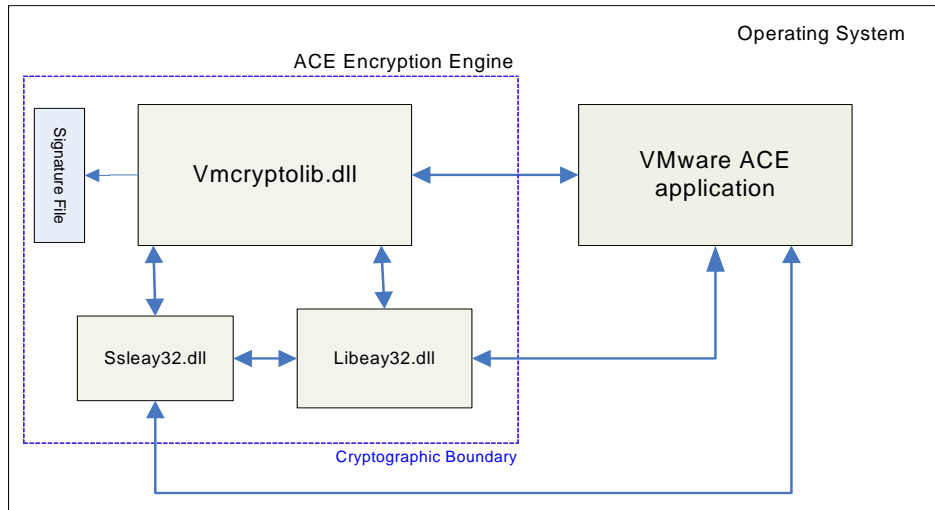 Operating System
ACE Encryption Engine
Signature File
Vmcryptolib.dll
VMware ACE
application
Ssleay32.dll
Libeay32.dll
Cryptographic Boundary